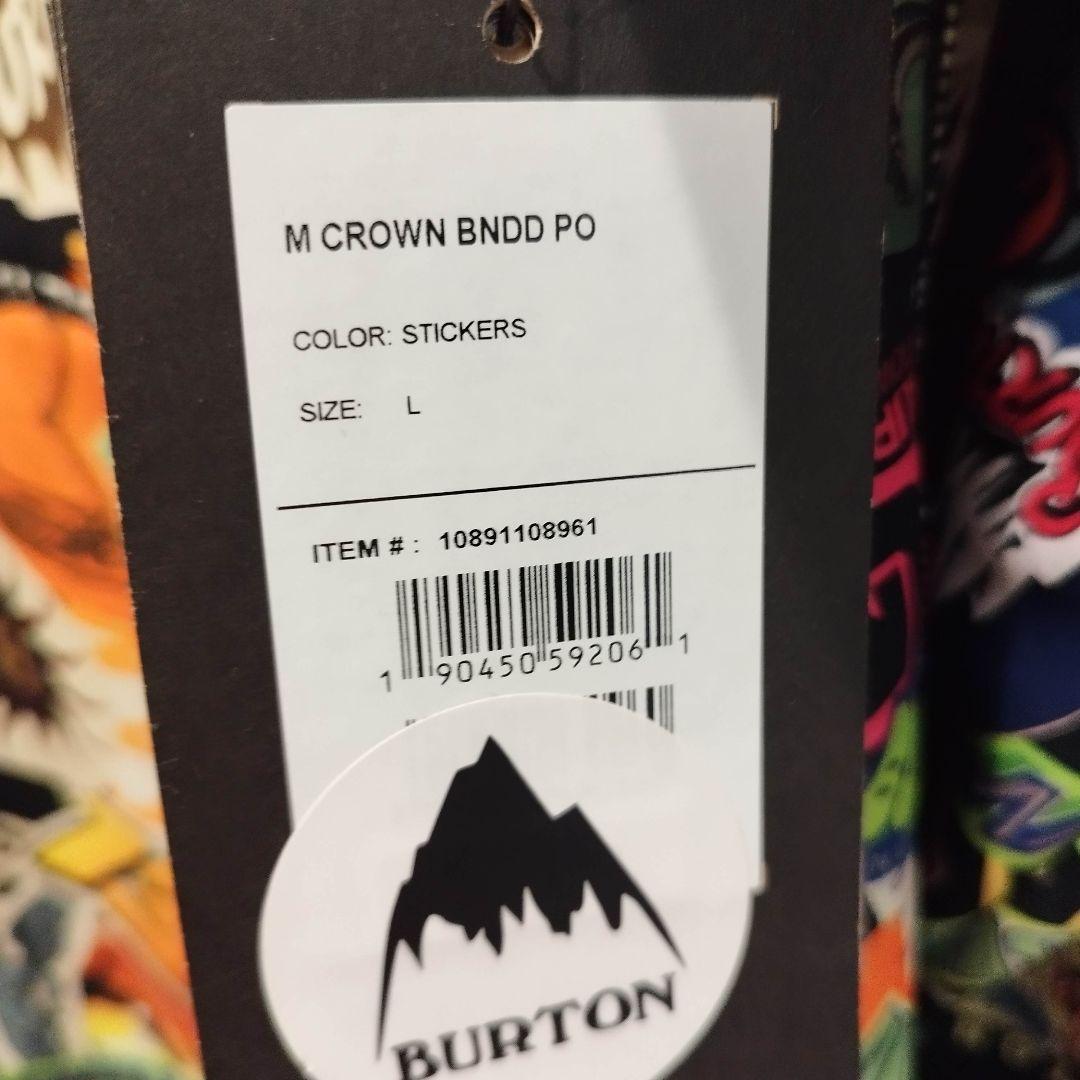 M CROWN BNDD PO
COLOR: STICKERS
SIZE: L
ITEM # : 10891108961
1 90450 59206 1
BURTON